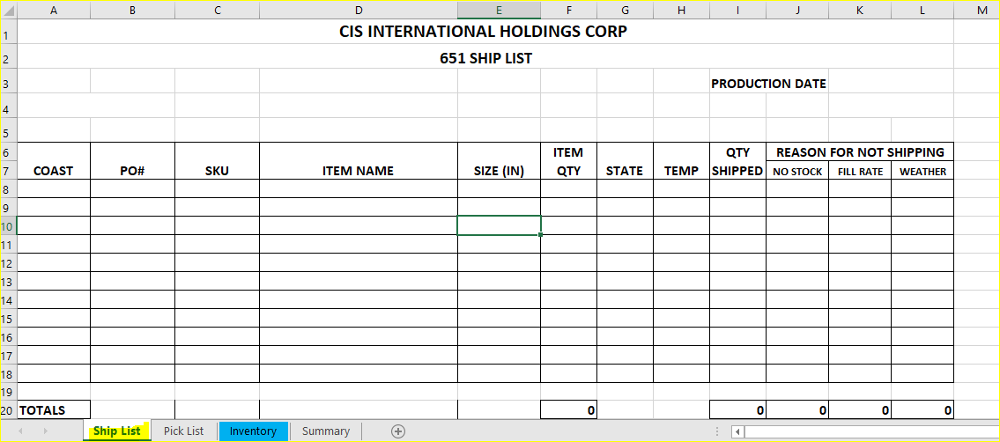 A B C D E F G H I J K L M
1 CIS INTERNATIONAL HOLDINGS CORP
2 651 SHIP LIST
3 PRODUCTION DATE
4
5
6 ITEM QTY REASON FOR NOT SHIPPING
7 COAST PO# SKU ITEM NAME SIZE (IN) QTY STATE TEMP SHIPPED NO STOCK FILL RATE WEATHER
8
9
10
11
12
13
14
15
16
17
18
19
20 TOTALS 0 0 0 0 0
Ship List Pick List Inventory Summary